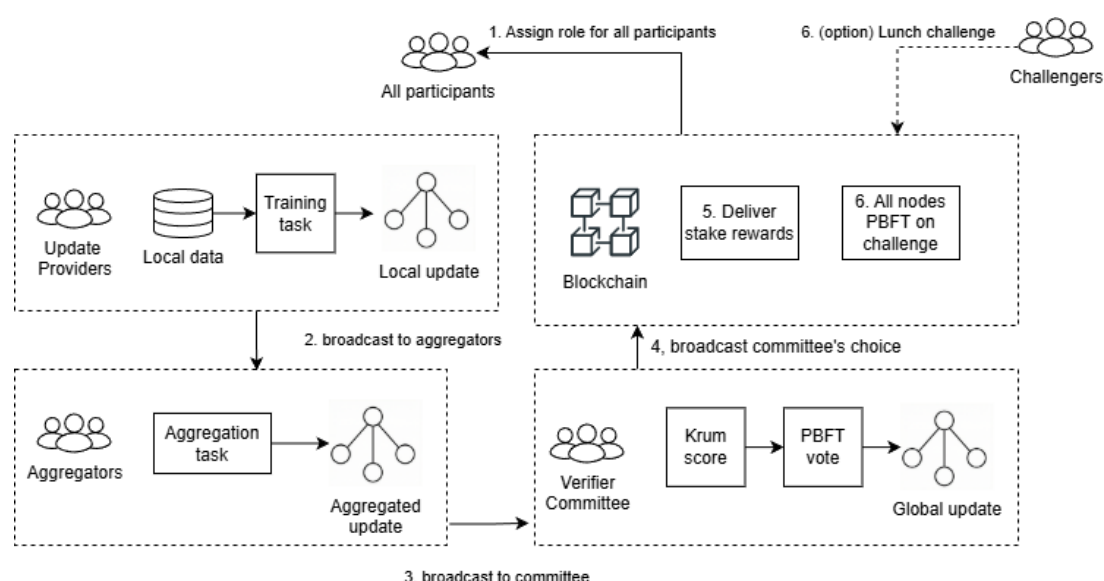 1. Assign role for all participants
6. (option) Lunch challenge
All participants
Challengers
Update
Providers
Local data
Training
task
Local update
Blockchain
5. Deliver
stake rewards
6. All nodes
PBFT on
challenge
2. broadcast to aggregators
4, broadcast committee's choice
Aggregators
Aggregation
task
Aggregated
update
Verifier
Committee
Krum
score
PBFT
vote
Global update
3. broadcast to committee